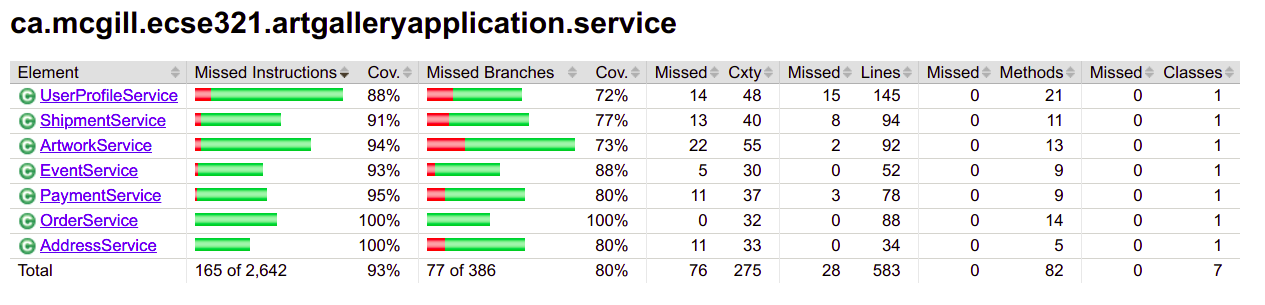 ca.mcgill.ecse321.artgalleryapplication.service
Element Missed Instructions Cov. Missed Branches Cov. Missed Cxty Missed Lines Missed Methods Missed Classes
C UserProfileService 88% 72% 14 48 15 145 0 21 0 1
C ShipmentService 91% 77% 13 40 8 94 0 11 0 1
C ArtworkService 94% 73% 22 55 2 92 0 13 0 1
C EventService 93% 88% 5 30 0 52 0 9 0 1
C PaymentService 95% 80% 11 37 3 78 0 9 0 1
C OrderService 100% 100% 0 32 0 88 0 14 0 1
C AddressService 100% 80% 11 33 0 34 0 5 0 1
Total 165 of 2,642 93% 77 of 386 80% 76 275 28 583 0 82 0 7